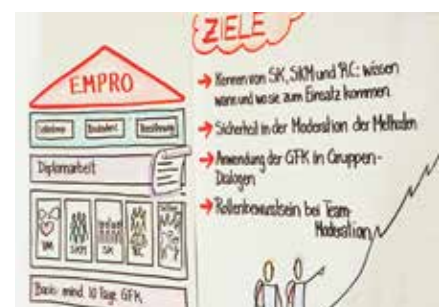 ZIELE
EMPRO
→ Kennen von SK, SKM und RC: wissen
wann und wo sie zum Einsatz kommen
→ Sicherheit in der Moderation der Methoden
→ Anwendung der GFK in Gruppen-
Dialogen
→ Rollenbewusstsein bei Team-
Moderation
Diplomarbeit
SKM
SK
RC
Basis mind. 10 Tage GFK